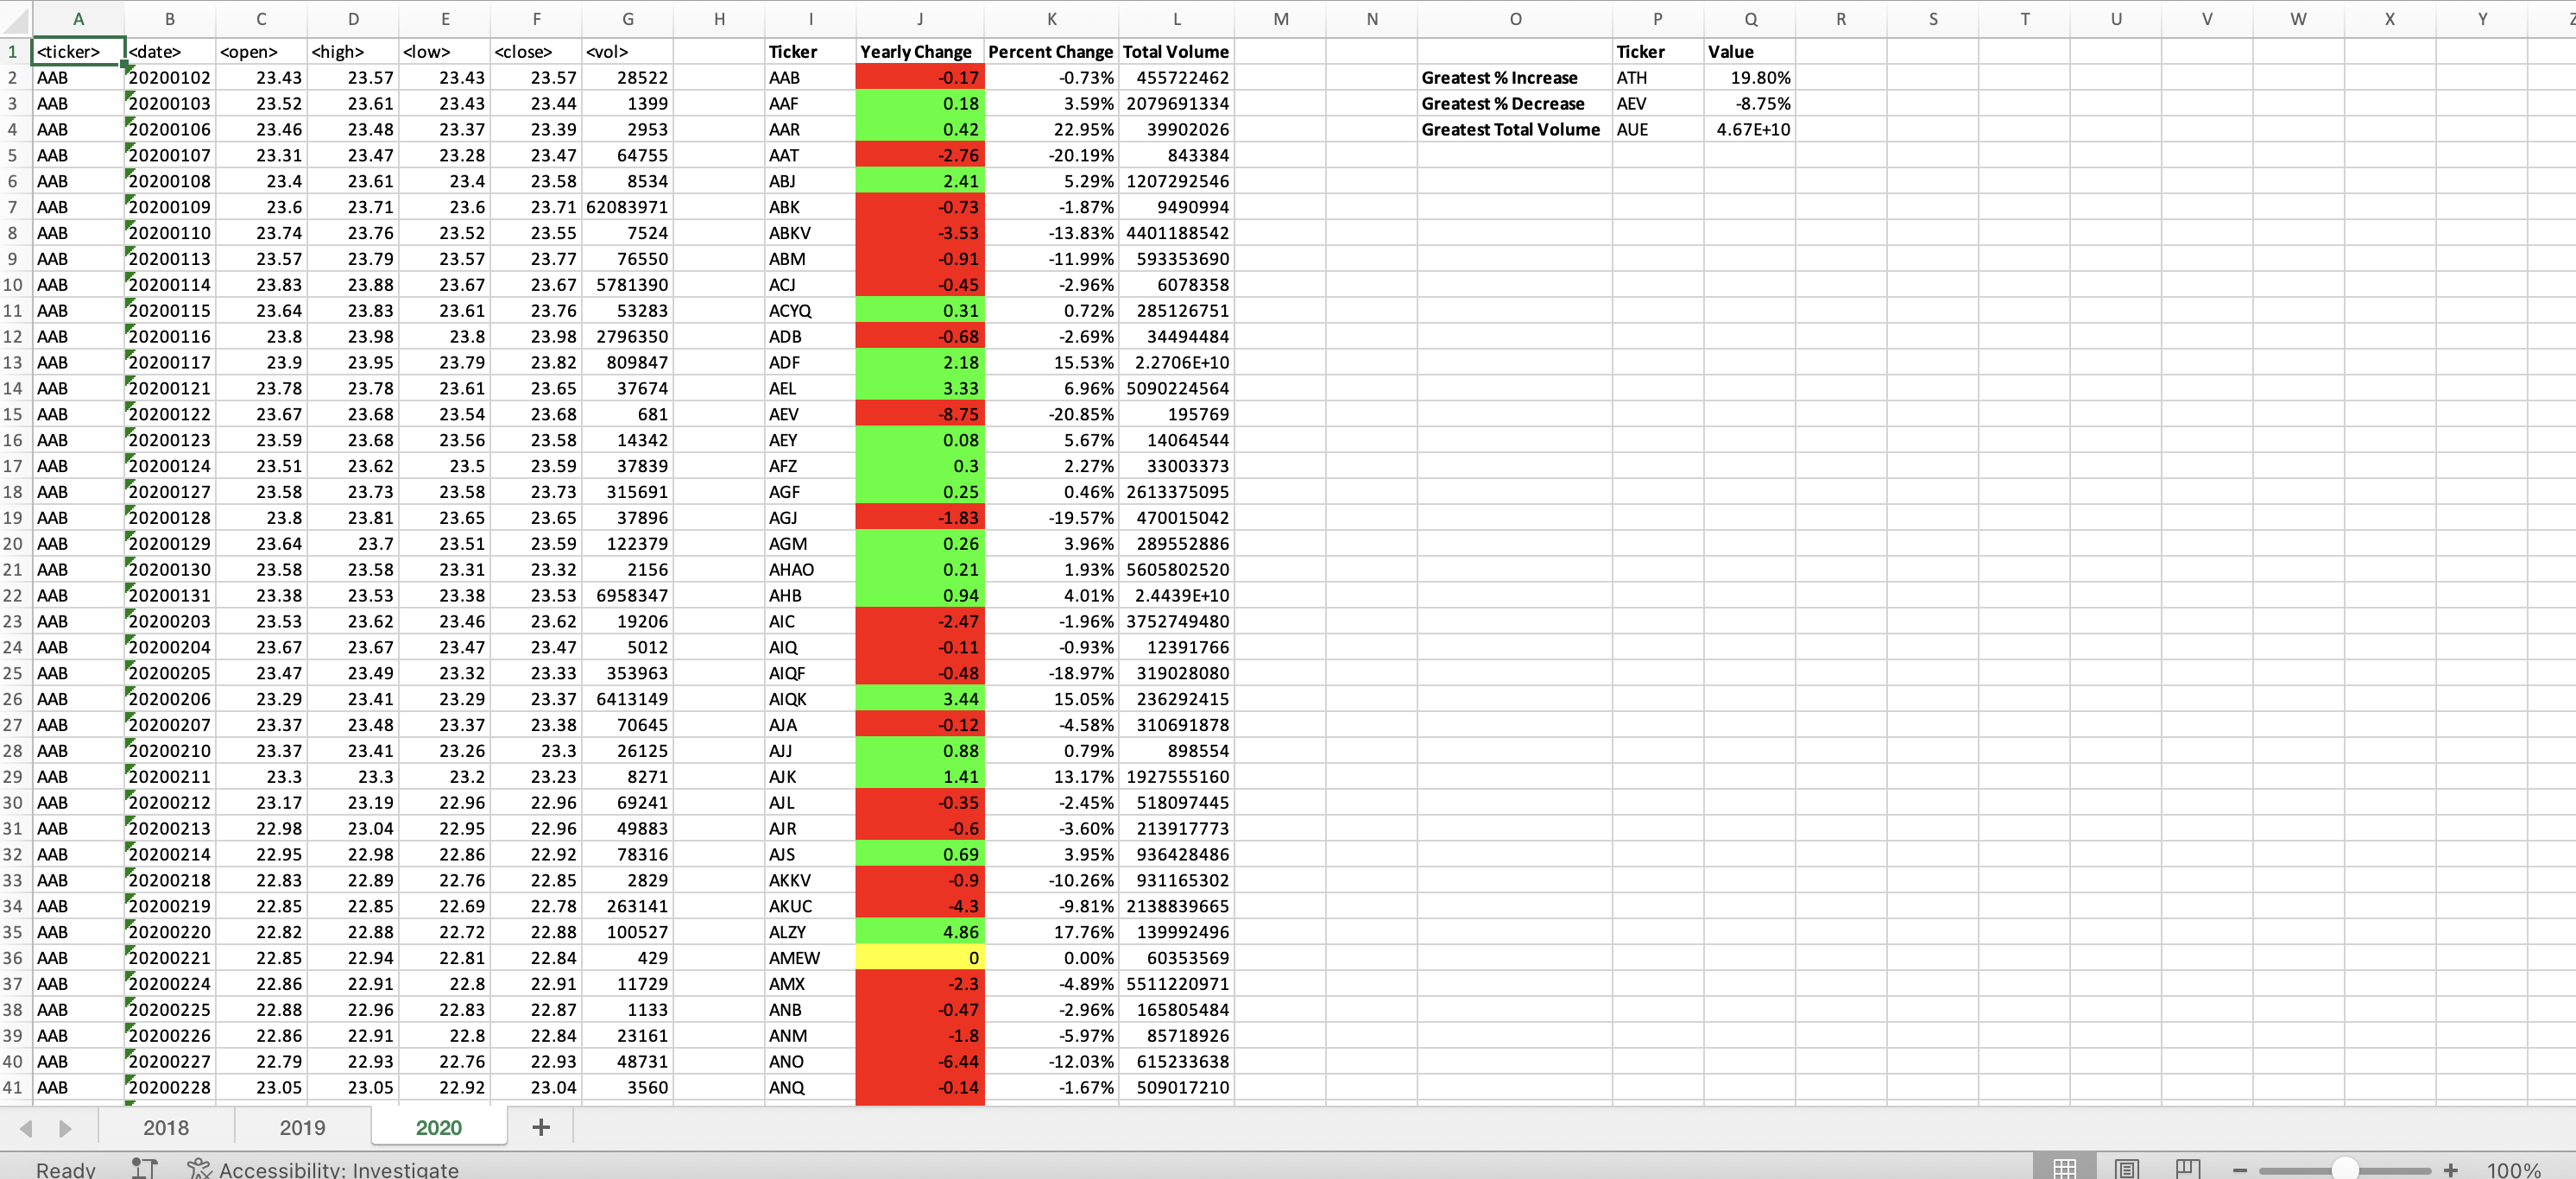 A B C D E F G H I J K L M N O P Q R S T U V W X Y Z
1 <ticker> <date> <open> <high> <low> <close> <vol> Ticker Yearly Change Percent Change Total Volume Ticker Value
2 AAB 20200102 23.43 23.57 23.43 23.57 28522 AAB -0.17 -0.73% 455722462 Greatest % Increase ATH 19.80%
3 AAB 20200103 23.52 23.61 23.43 23.44 1399 AAF 0.18 3.59% 2079691334 Greatest % Decrease AEV -8.75%
4 AAB 20200106 23.46 23.48 23.37 23.39 2953 AAR 0.42 22.95% 39902026 Greatest Total Volume AUE 4.67E+10
5 AAB 20200107 23.31 23.47 23.28 23.47 64755 AAT -2.76 -20.19% 843384
6 AAB 20200108 23.4 23.61 23.4 23.58 8534 ABJ 2.41 5.29% 1207292546
7 AAB 20200109 23.6 23.71 23.6 23.71 62083971 ABK -0.73 -1.87% 9490994
8 AAB 20200110 23.74 23.76 23.52 23.55 7524 ABKV -3.53 -13.83% 4401188542
9 AAB 20200113 23.57 23.79 23.57 23.77 76550 ABM -0.91 -11.99% 593353690
10 AAB 20200114 23.83 23.88 23.67 23.67 5781390 ACJ -0.45 -2.96% 6078358
11 AAB 20200115 23.64 23.83 23.61 23.76 53283 ACYQ 0.31 0.72% 285126751
12 AAB 20200116 23.8 23.98 23.8 23.98 2796350 ADB -0.68 -2.69% 34494484
13 AAB 20200117 23.9 23.95 23.79 23.82 809847 ADF 2.18 15.53% 2.2706E+10
14 AAB 20200121 23.78 23.78 23.61 23.65 37674 AEL 3.33 6.96% 5090224564
15 AAB 20200122 23.67 23.68 23.54 23.68 681 AEV -8.75 -20.85% 195769
16 AAB 20200123 23.59 23.68 23.56 23.58 14342 AEY 0.08 5.67% 14064544
17 AAB 20200124 23.51 23.62 23.5 23.59 37839 AFZ 0.3 2.27% 33003373
18 AAB 20200127 23.58 23.73 23.58 23.73 315691 AGF 0.25 0.46% 2613375095
19 AAB 20200128 23.8 23.81 23.65 23.65 37896 AGJ -1.83 -19.57% 470015042
20 AAB 20200129 23.64 23.7 23.51 23.59 122379 AGM 0.26 3.96% 289552886
21 AAB 20200130 23.58 23.58 23.31 23.32 2156 AHAO 0.21 1.93% 5605802520
22 AAB 20200131 23.38 23.53 23.38 23.53 6958347 AHB 0.94 4.01% 2.4439E+10
23 AAB 20200203 23.53 23.62 23.46 23.62 19206 AIC -2.47 -1.96% 3752749480
24 AAB 20200204 23.67 23.67 23.47 23.47 5012 AIQ -0.11 -0.93% 12391766
25 AAB 20200205 23.47 23.49 23.32 23.33 353963 AIQF -0.48 -18.97% 319028080
26 AAB 20200206 23.29 23.41 23.29 23.37 6413149 AIQK 3.44 15.05% 236292415
27 AAB 20200207 23.37 23.48 23.37 23.38 70645 AJA -0.12 -4.58% 310691878
28 AAB 20200210 23.37 23.41 23.26 23.3 26125 AJJ 0.88 0.79% 898554
29 AAB 20200211 23.3 23.3 23.2 23.23 8271 AJK 1.41 13.17% 1927555160
30 AAB 20200212 23.17 23.19 22.96 22.96 69241 AJL -0.35 -2.45% 518097445
31 AAB 20200213 22.98 23.04 22.95 22.96 49883 AJR -0.6 -3.60% 213917773
32 AAB 20200214 22.95 22.98 22.86 22.92 78316 AJS 0.69 3.95% 936428486
33 AAB 20200218 22.83 22.89 22.76 22.85 2829 AKKV -0.9 -10.26% 931165302
34 AAB 20200219 22.85 22.85 22.69 22.78 263141 AKUC -4.3 -9.81% 2138839665
35 AAB 20200220 22.82 22.88 22.72 22.88 100527 ALZY 4.86 17.76% 139992496
36 AAB 20200221 22.85 22.94 22.81 22.84 429 AMEW 0 0.00% 60353569
37 AAB 20200224 22.86 22.91 22.8 22.91 11729 AMX -2.3 -4.89% 5511220971
38 AAB 20200225 22.88 22.96 22.83 22.87 1133 ANB -0.47 -2.96% 165805484
39 AAB 20200226 22.86 22.91 22.8 22.84 23161 ANM -1.8 -5.97% 85718926
40 AAB 20200227 22.79 22.93 22.76 22.93 48731 ANO -6.44 -12.03% 615233638
41 AAB 20200228 23.05 23.05 22.92 23.04 3560 ANQ -0.14 -1.67% 509017210
2018 2019 2020 +
Ready Accessibility: Investigate 100%